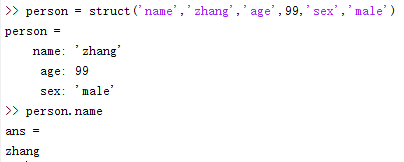 >> person = struct('name','zhang','age',99,'sex','male')
person =
name: 'zhang'
age: 99
sex: 'male'
>> person.name
ans =
zhang